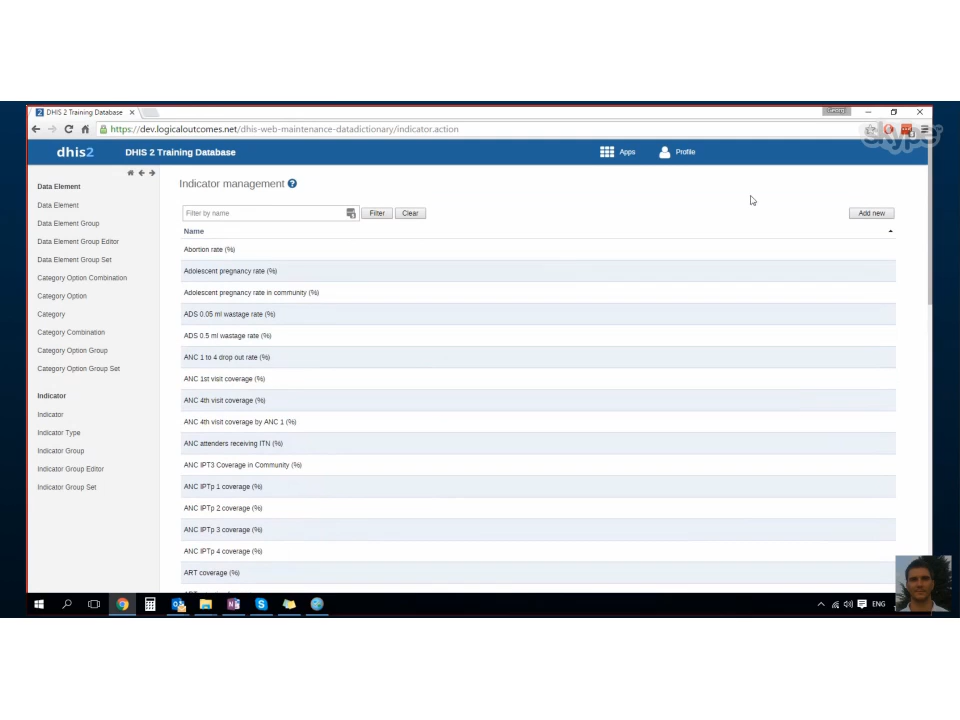 DHIS 2 Training Database
https://dev.logicaloutcomes.net/dhis-web-maintenance-datadictionary/indicator.action
skype
dhis2
DHIS 2 Training Database
Apps
Profile
Data Element
Data Element
Data Element Group
Data Element Group Editor
Data Element Group Set
Category Option Combination
Category Option
Category
Category Combination
Category Option Group
Category Option Group Set
Indicator
Indicator
Indicator Type
Indicator Group
Indicator Group Editor
Indicator Group Set
Indicator management
Filter by name
Filter
Clear
Add new
Name
Abortion rate (%)
Adolescent pregnancy rate (%)
Adolescent pregnancy rate in community (%)
ADS 0.05 ml wastage rate (%)
ADS 0.5 ml wastage rate (%)
ANC 1 to 4 drop out rate (%)
ANC 1st visit coverage (%)
ANC 4th visit coverage (%)
ANC 4th visit coverage by ANC 1 (%)
ANC attenders receiving ITN (%)
ANC IPT3 Coverage in Community (%)
ANC IPTp 1 coverage (%)
ANC IPTp 2 coverage (%)
ANC IPTp 3 coverage (%)
ANC IPTp 4 coverage (%)
ART coverage (%)
ENG